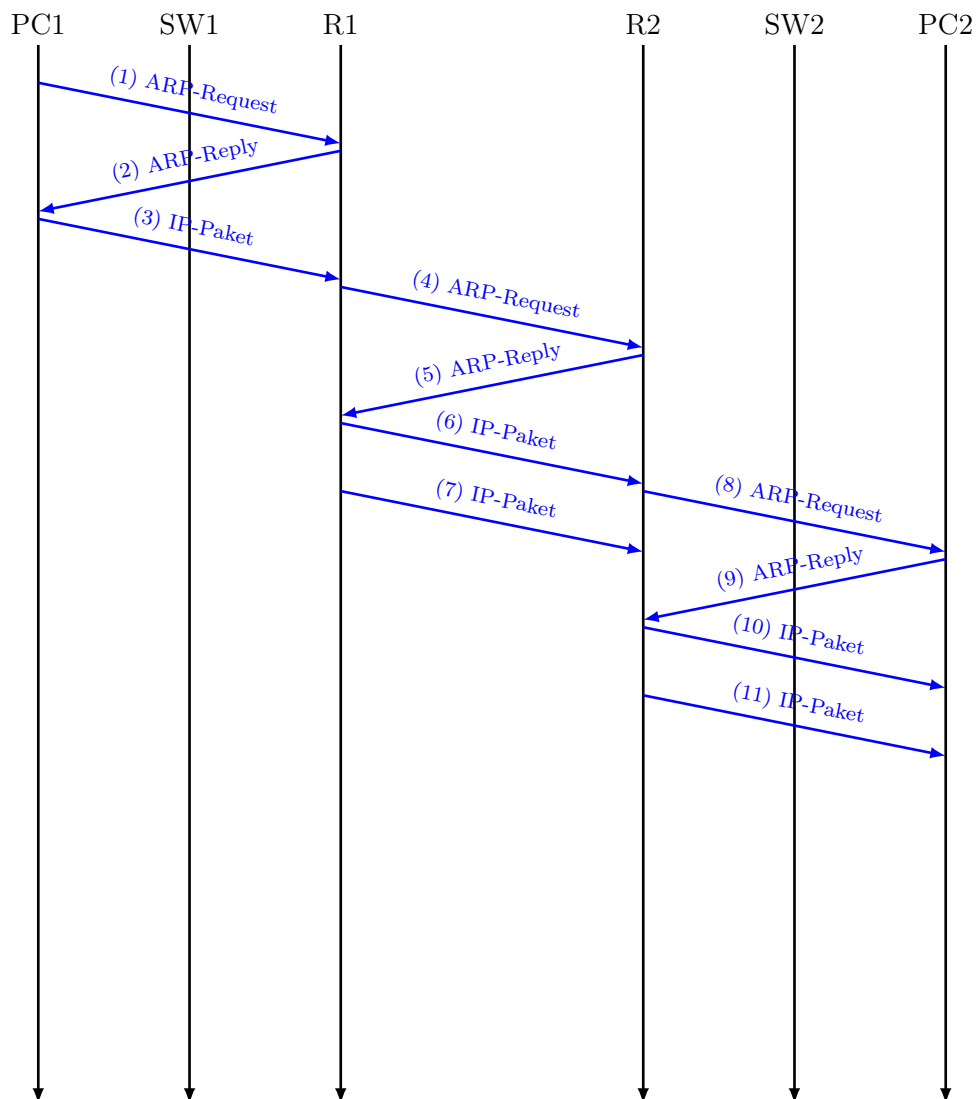 PC1 SW1 R1 R2 SW2 PC2
(1) ARP-Request
(2) ARP-Reply
(3) IP-Paket
(4) ARP-Request
(5) ARP-Reply
(6) IP-Paket
(7) IP-Paket
(8) ARP-Request
(9) ARP-Reply
(10) IP-Paket
(11) IP-Paket